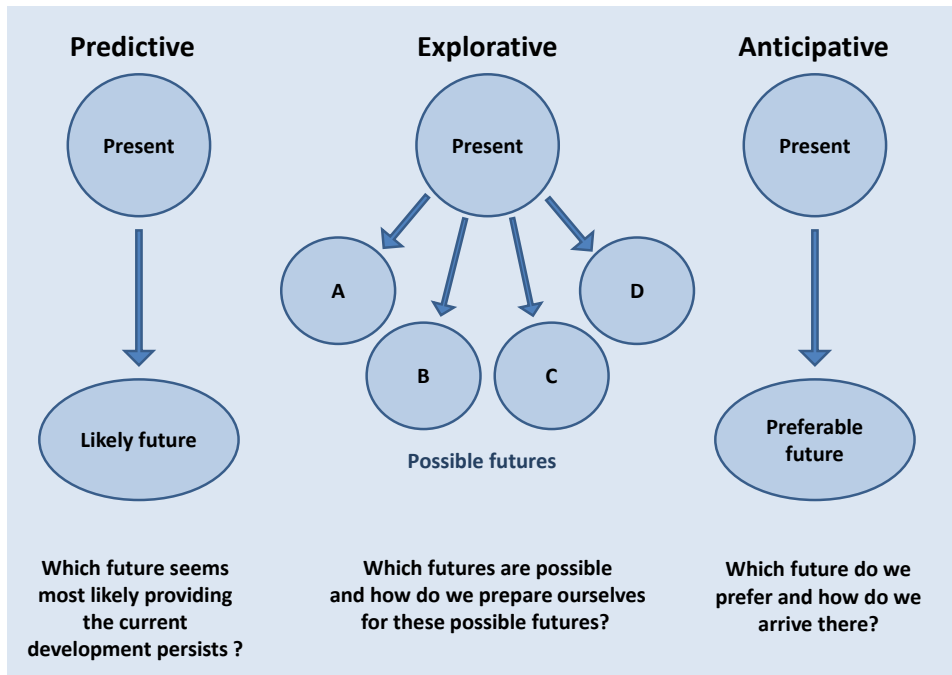 Predictive
Present
Likely future
Which future seems
most likely providing
the current
development persists ?
Explorative
Present
A
B
C
D
Possible futures
Which futures are possible
and how do we prepare ourselves
for these possible futures?
Anticipative
Present
Preferable
future
Which future do we
prefer and how do we
arrive there?